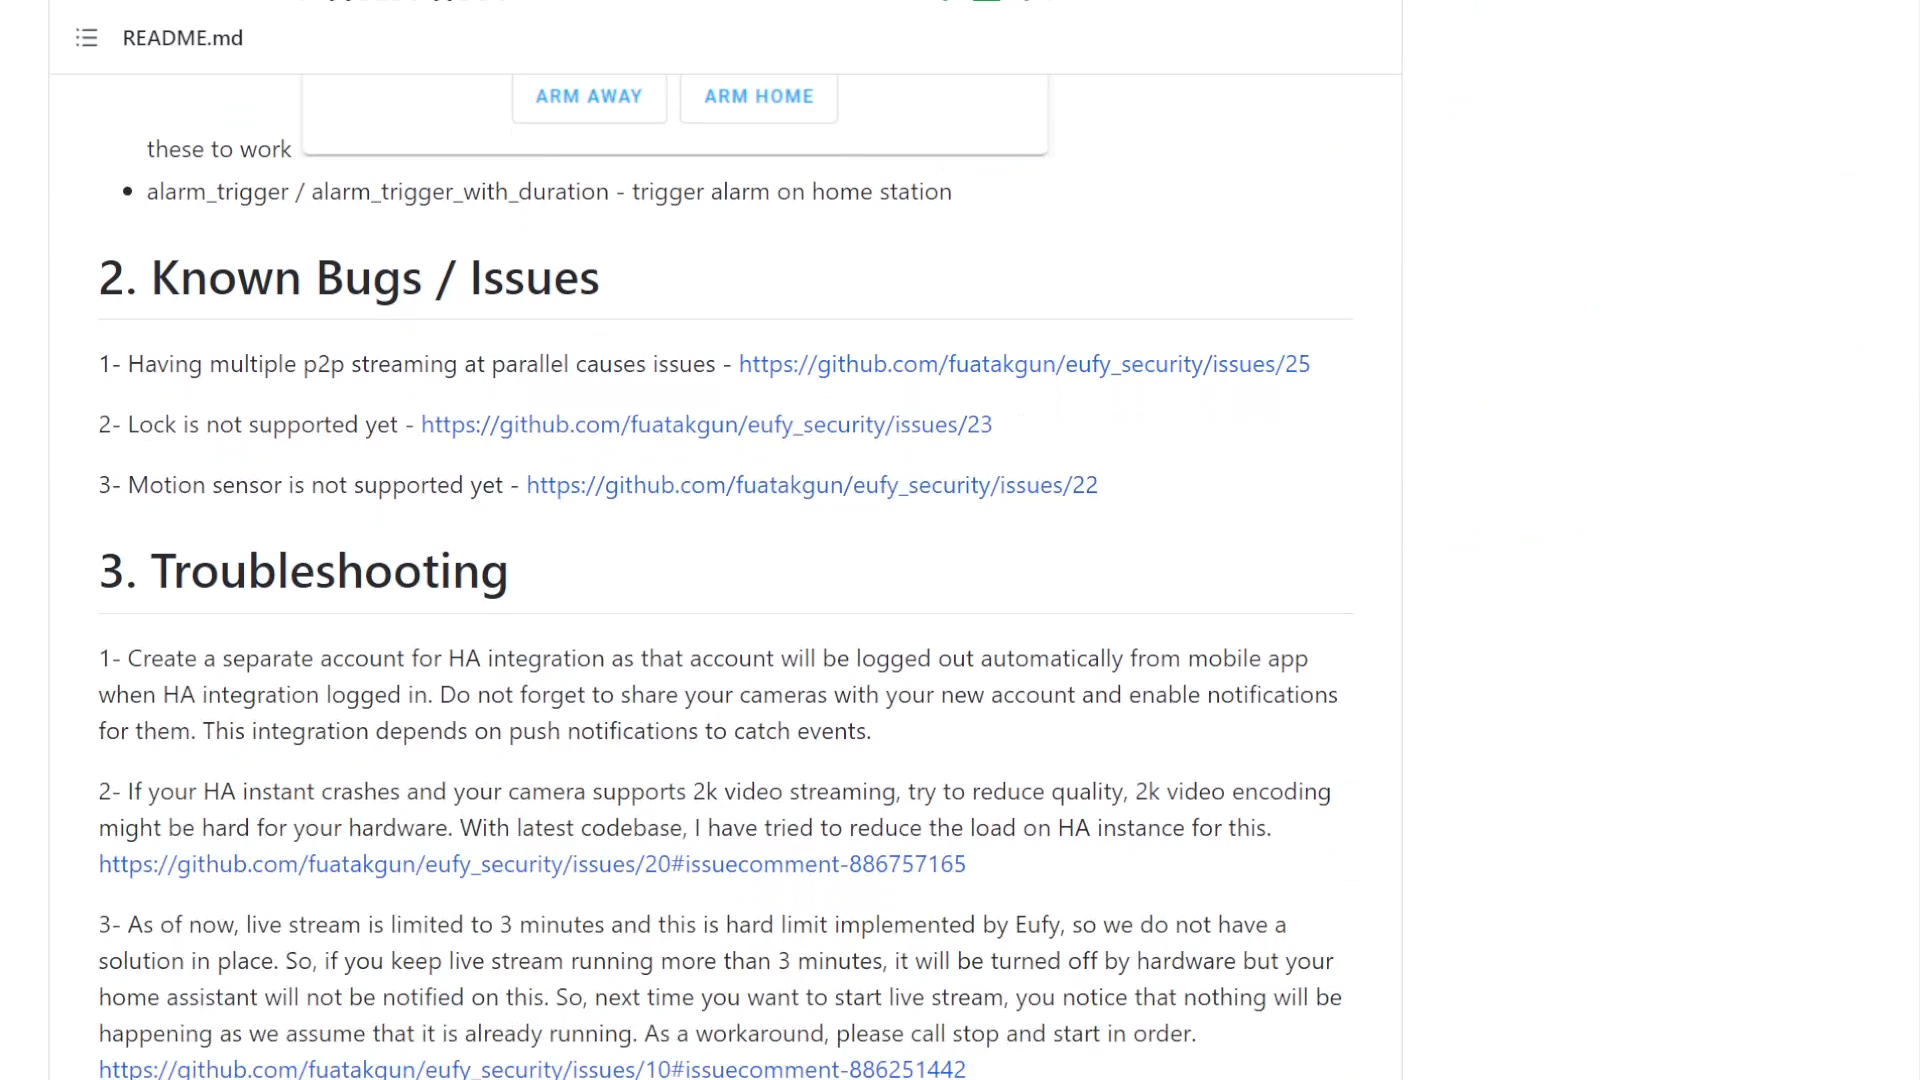 README.md
ARM AWAY ARM HOME
these to work
alarm_trigger / alarm_trigger_with_duration - trigger alarm on home station
2. Known Bugs / Issues
1- Having multiple p2p streaming at parallel causes issues - https://github.com/fuatakgun/eufy_security/issues/25
2- Lock is not supported yet - https://github.com/fuatakgun/eufy_security/issues/23
3- Motion sensor is not supported yet - https://github.com/fuatakgun/eufy_security/issues/22
3. Troubleshooting
1- Create a separate account for HA integration as that account will be logged out automatically from mobile app
when HA integration logged in. Do not forget to share your cameras with your new account and enable notifications
for them. This integration depends on push notifications to catch events.
2- If your HA instant crashes and your camera supports 2k video streaming, try to reduce quality, 2k video encoding
might be hard for your hardware. With latest codebase, I have tried to reduce the load on HA instance for this.
https://github.com/fuatakgun/eufy_security/issues/20#issuecomment-886757165
3- As of now, live stream is limited to 3 minutes and this is hard limit implemented by Eufy, so we do not have a
solution in place. So, if you keep live stream running more than 3 minutes, it will be turned off by hardware but your
home assistant will not be notified on this. So, next time you want to start live stream, you notice that nothing will be
happening as we assume that it is already running. As a workaround, please call stop and start in order.
https://github.com/fuatakgun/eufy_security/issues/10#issuecomment-886251442